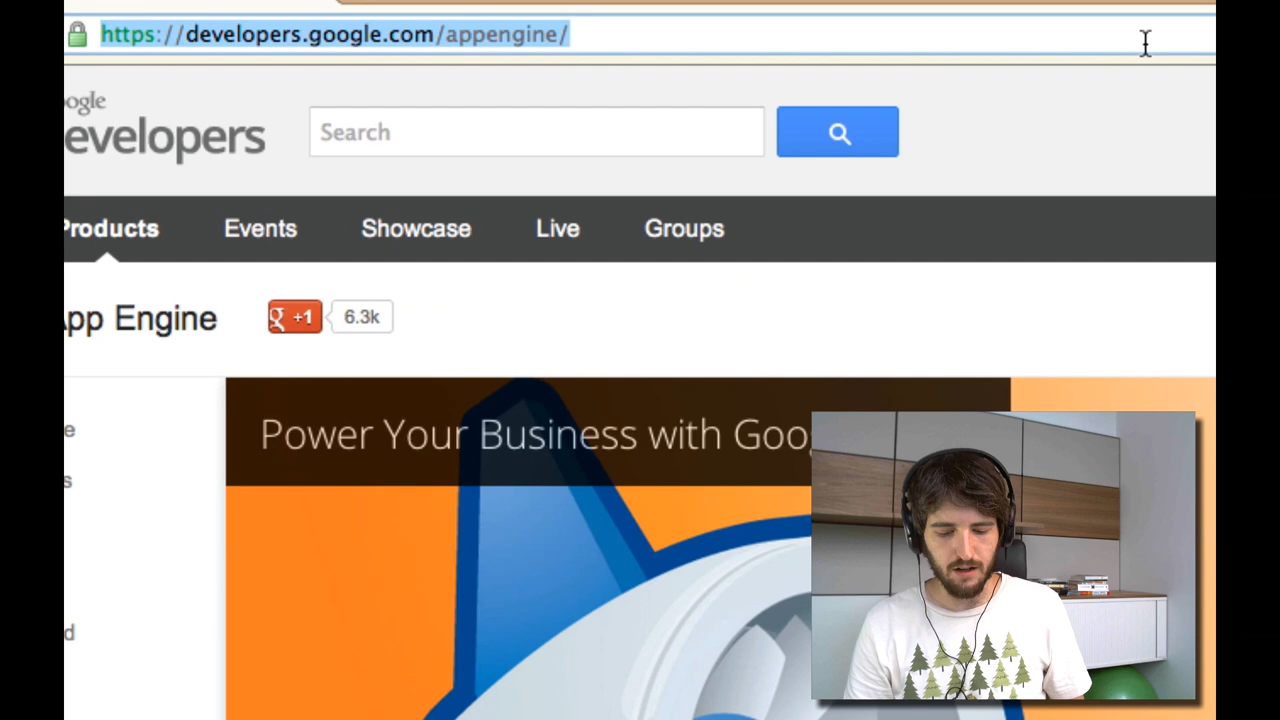 https://developers.google.com/appengine/
oogle
evelopers
Search
Products Events Showcase Live Groups
App Engine
g +1 6.3k
e
s
d
Power Your Business with Goo